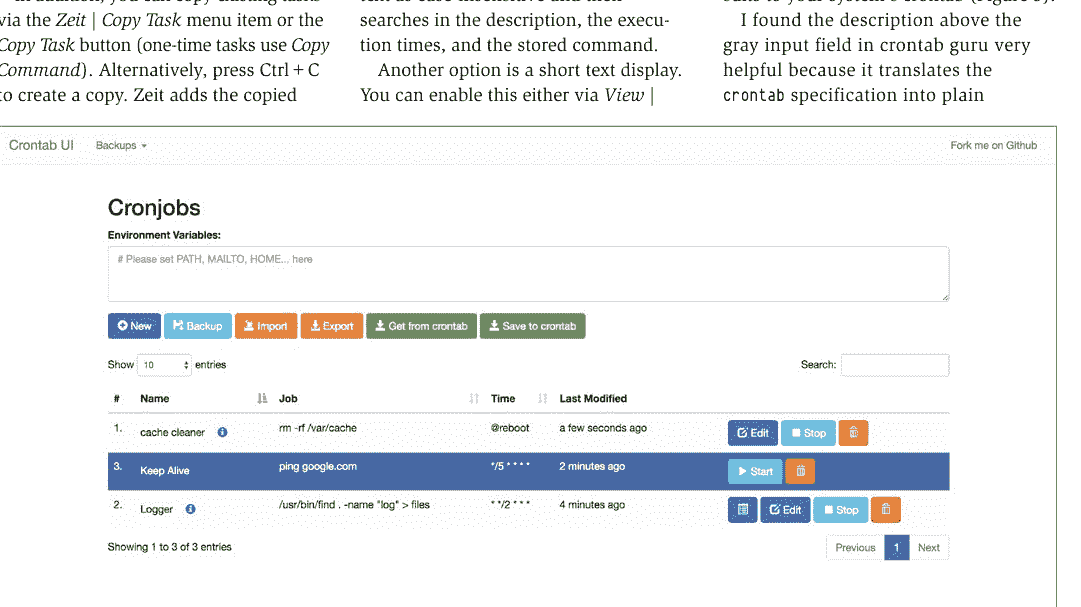 via the Zeit | Copy Task menu item or the
Copy Task button (one-time tasks use Copy
Command). Alternatively, press Ctrl + C
to create a copy. Zeit adds the copied
searches in the description, the execu-
tion times, and the stored command.
Another option is a short text display.
You can enable this either via View |
I found the description above the
gray input field in crontab guru very
helpful because it translates the
crontab specification into plain
Crontab UI Backups Fork me on Github
Cronjobs
Environment Variables:
# Please set PATH, MAILTO, HOME... here
New Backup Import Export Get from crontab Save to crontab
Show 10 entries Search:
# Name Job Time Last Modified
1. cache cleaner rm -rf /var/cache @reboot a few seconds ago Edit Stop
3. Keep Alive ping google.com */5 * * * * 2 minutes ago Start
2. Logger /usr/bin/find . -name "log" > files * */2 * * * 4 minutes ago Edit Stop
Showing 1 to 3 of 3 entries Previous 1 Next